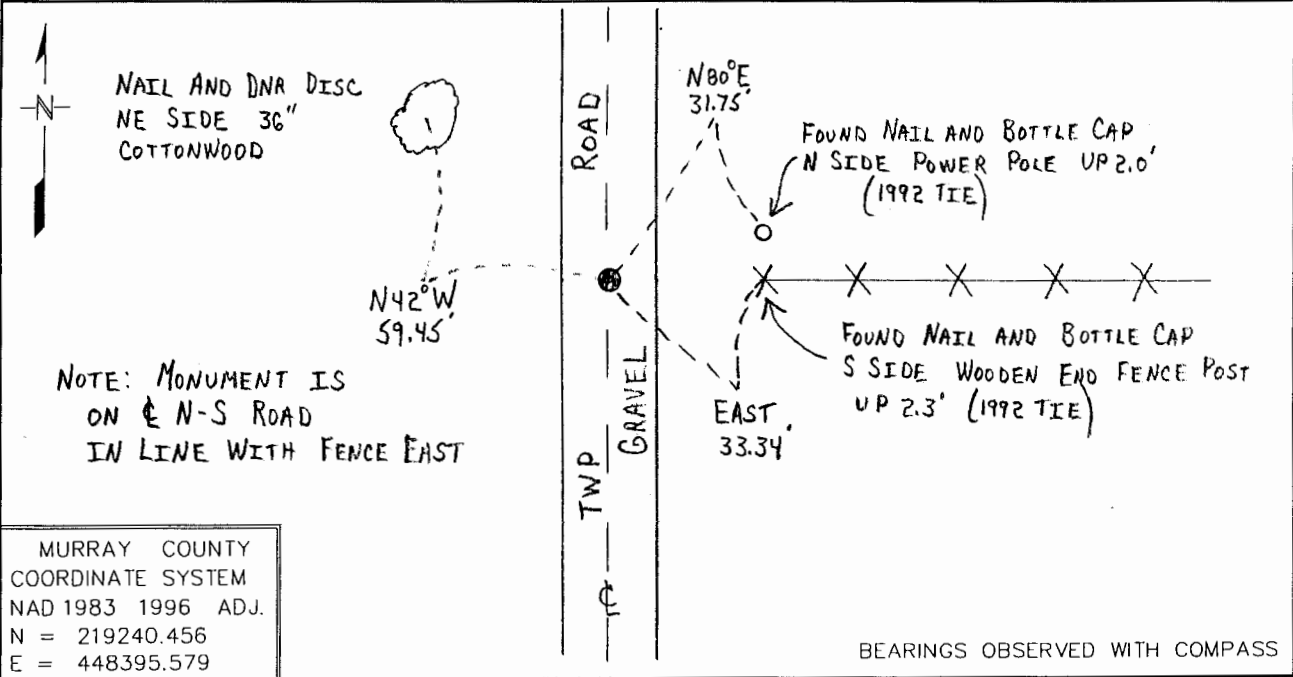 N
NAIL AND DNR DISC
NE SIDE 36"
COTTONWOOD
N42°W
59.45'
NOTE: MONUMENT IS
ON ℄ N-S ROAD
IN LINE WITH FENCE EAST
TWP ROAD
GRAVEL
℄
N80°E
31.75'
FOUND NAIL AND BOTTLE CAP
N SIDE POWER POLE UP 2.0'
(1992 TIE)
FOUND NAIL AND BOTTLE CAP
S SIDE WOODEN END FENCE POST
UP 2.3' (1992 TIE)
EAST
33.34'
MURRAY COUNTY
COORDINATE SYSTEM
NAD 1983 1996 ADJ.
N = 219240.456
E = 448395.579
BEARINGS OBSERVED WITH COMPASS